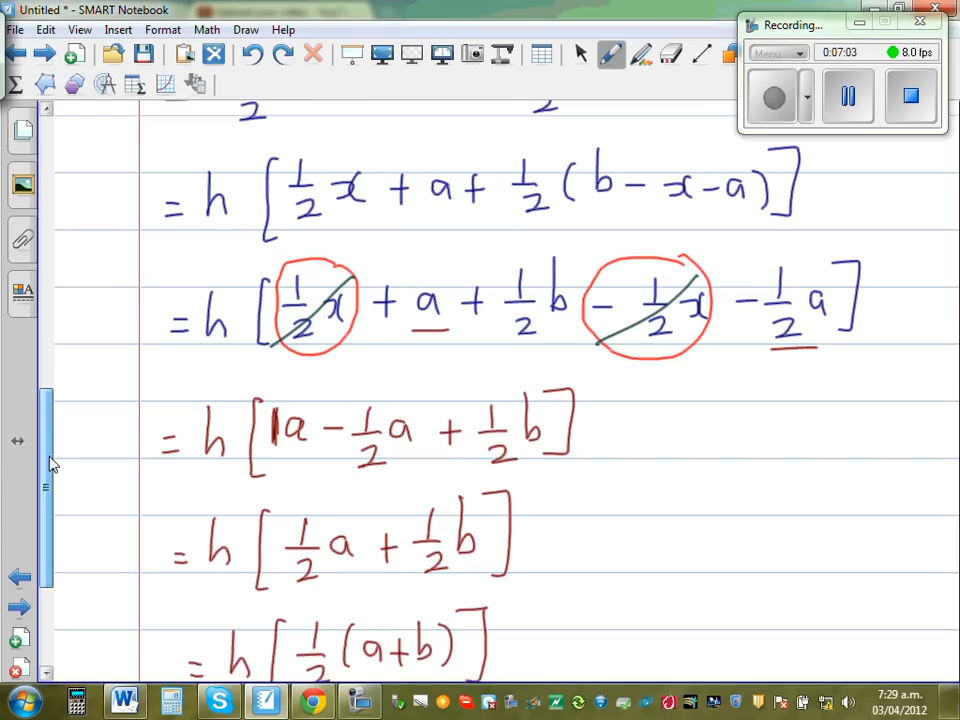 Untitled * - SMART Notebook
File Edit View Insert Format Math Draw Help
Recording...
Menu 0:07:03 8.0 fps
2 2
= h [ 1/2 x + a + 1/2 ( b - x - a ) ]
= h [ 1/2 x + a + 1/2 b - 1/2 x - 1/2 a ]
= h [ 1a - 1/2 a + 1/2 b ]
= h [ 1/2 a + 1/2 b ]
= h [ 1/2 (a+b) ]
7:29 a.m.
03/04/2012